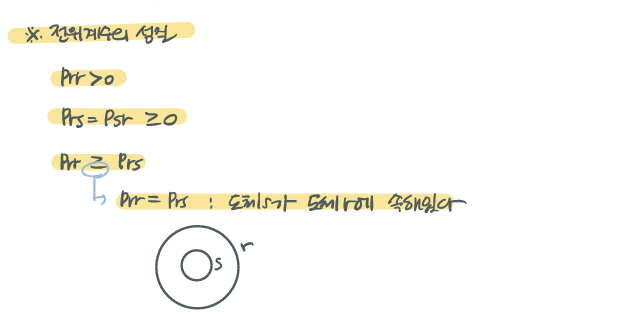 ※. 전위계수의 성질
Prr > 0
Prs = Psr ≥ 0
Prr ≥ Prs
↳ Prr = Prs : 도체s가 도체r에 속해있다
r
s